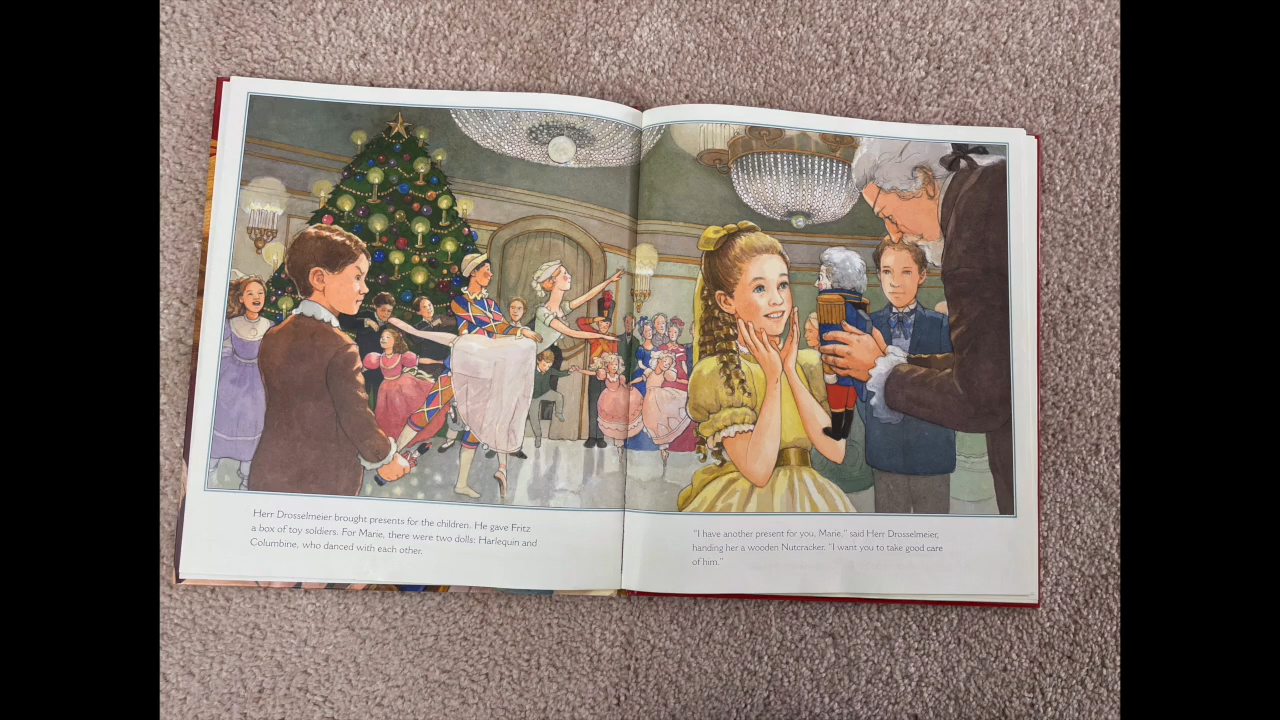 Herr Drosselmeier brought presents for the children. He gave Fritz
a box of toy soldiers. For Marie, there were two dolls: Harlequin and
Columbine, who danced with each other.
"I have another present for you, Marie," said Herr Drosselmeier,
handing her a wooden Nutcracker. "I want you to take good care
of him."